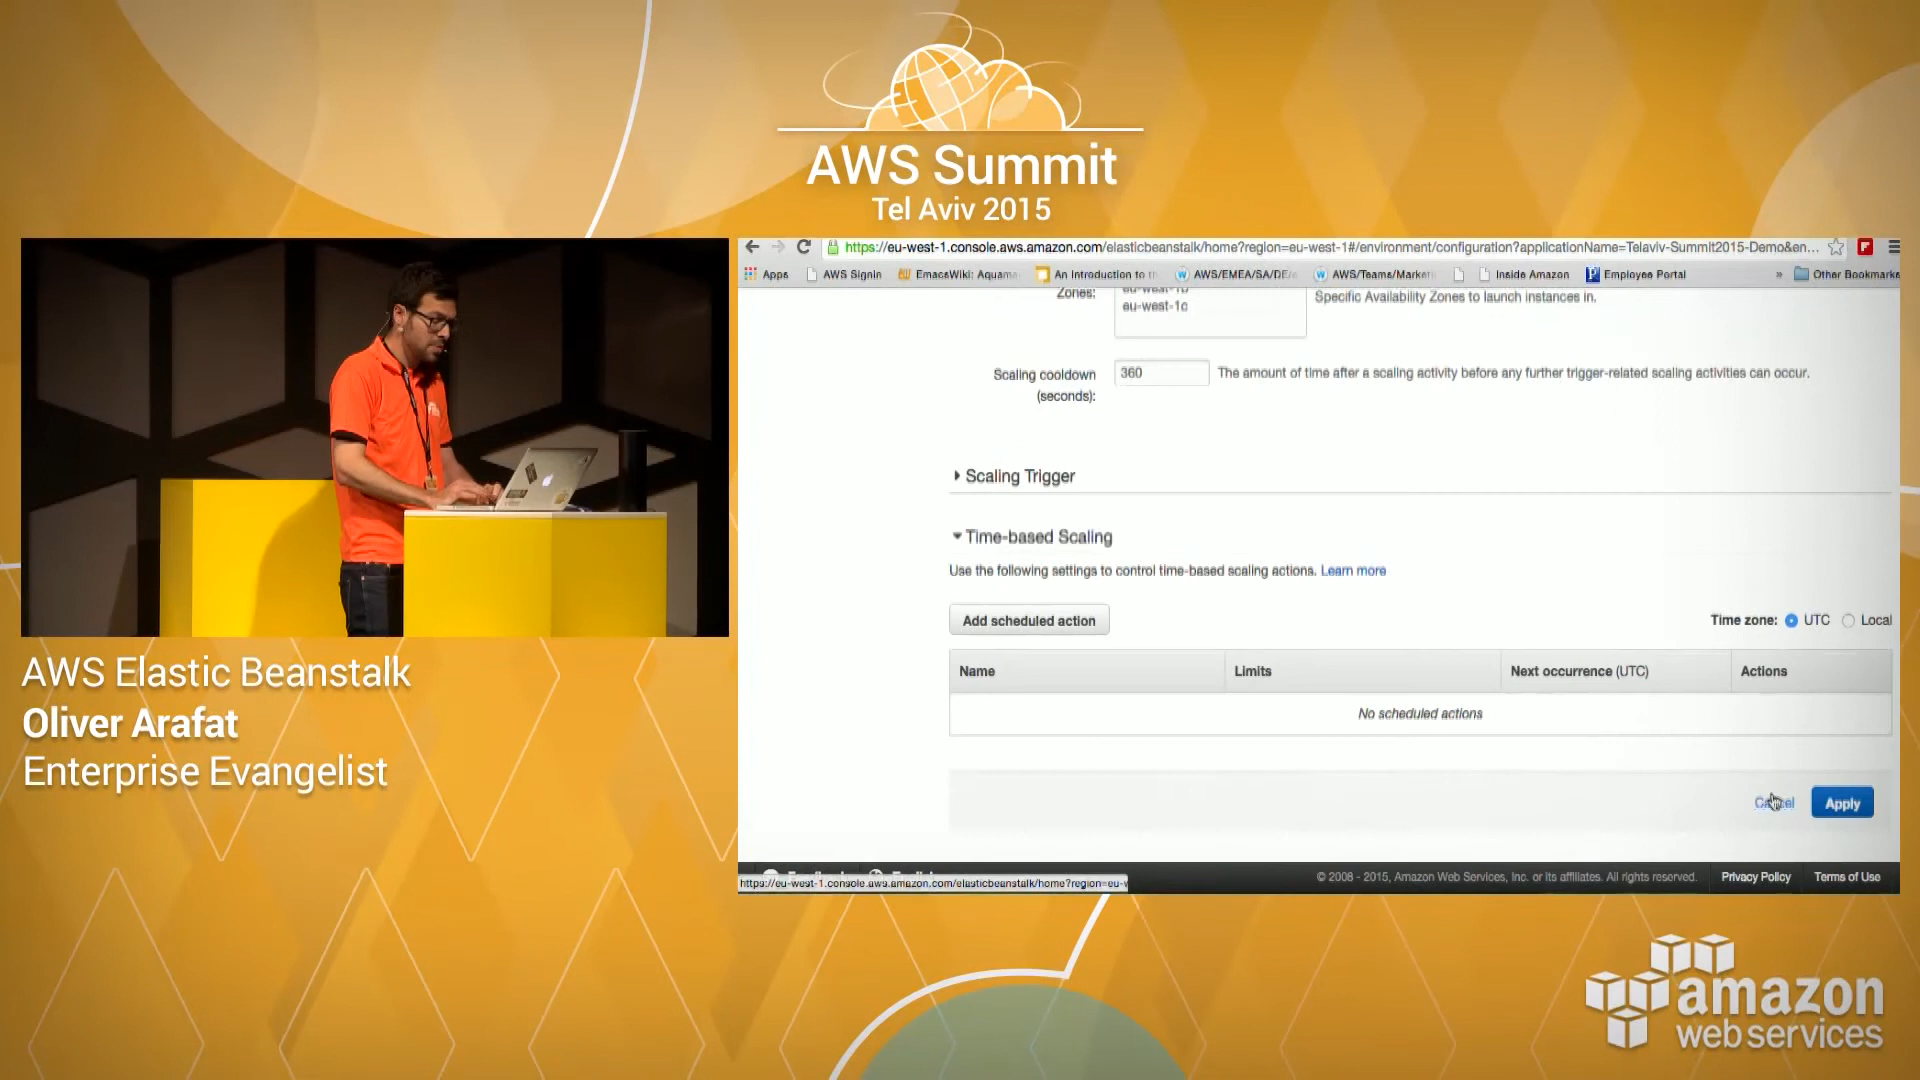 AWS Summit
Tel Aviv 2015
https://eu-west-1.console.aws.amazon.com/elasticbeanstalk/home?region=eu-west-1#/environment/configuration?applicationName=Telaviv-Summit2015-Demo&en...
Apps
AWS Signin
EmacsWiki: Aquama
An Introduction to th
AWS/EMEA/SA/DE/
AWS/Teams/Market
Inside Amazon
Employee Portal
»
Other Bookmarks
Zones:
eu-west-1b
eu-west-1c
Specific Availability Zones to launch instances in.
Scaling cooldown
(seconds):
360
The amount of time after a scaling activity before any further trigger-related scaling activities can occur.
Scaling Trigger
Time-based Scaling
Use the following settings to control time-based scaling actions. Learn more
Add scheduled action
Time zone: UTC Local
Name Limits Next occurrence (UTC) Actions
No scheduled actions
Cancel Apply
https://eu-west-1.console.aws.amazon.com/elasticbeanstalk/home?region=eu-w
© 2008 - 2015, Amazon Web Services, Inc. or its affiliates. All rights reserved. Privacy Policy Terms of Use
AWS Elastic Beanstalk
Oliver Arafat
Enterprise Evangelist
amazon
web services